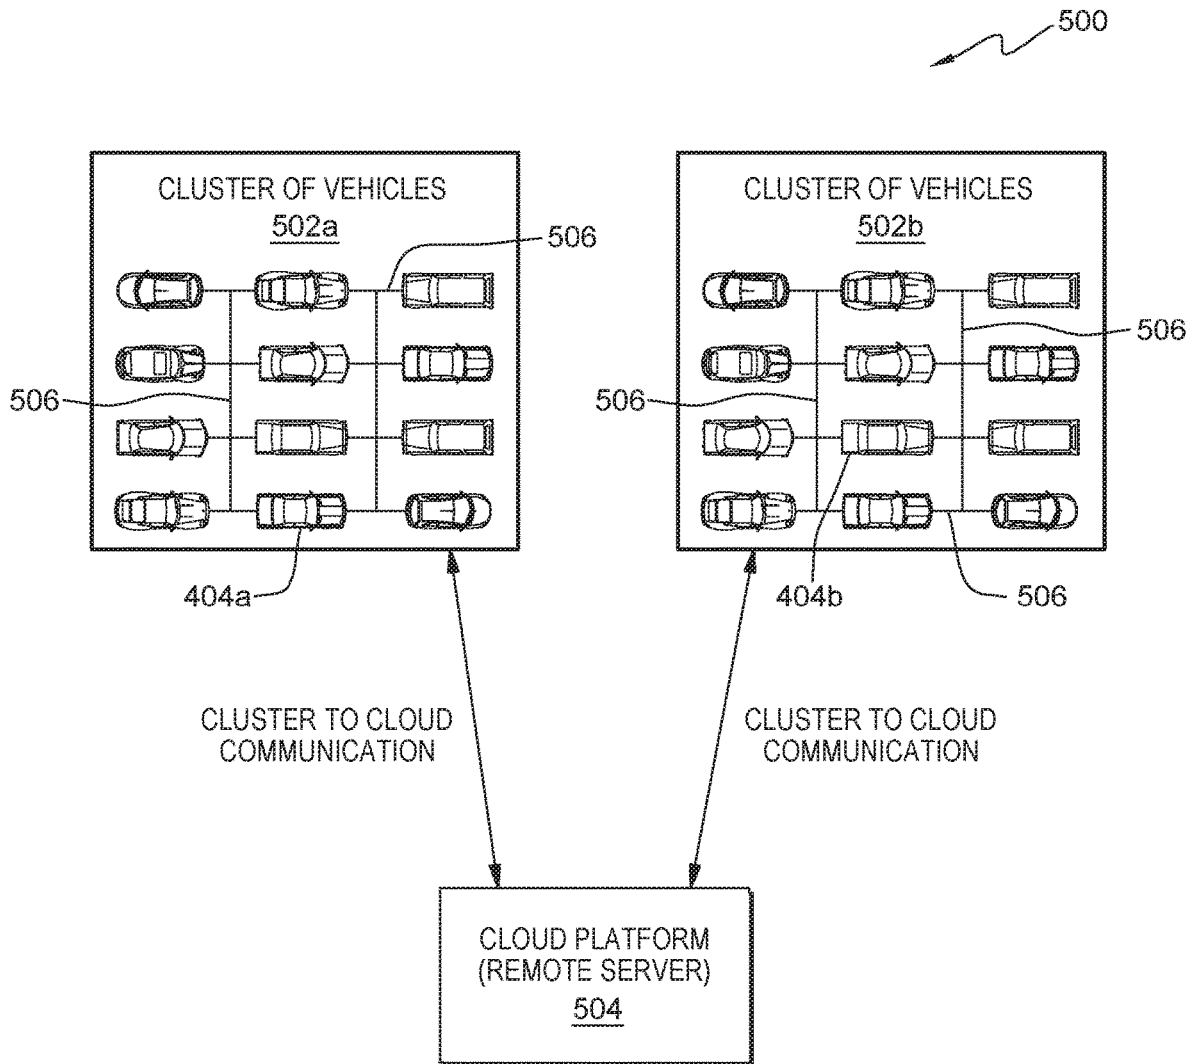 500
CLUSTER OF VEHICLES
502a
CLUSTER OF VEHICLES
502b
506
506
506
506
404a
404b
506
CLUSTER TO CLOUD
COMMUNICATION
CLUSTER TO CLOUD
COMMUNICATION
CLOUD PLATFORM
(REMOTE SERVER)
504